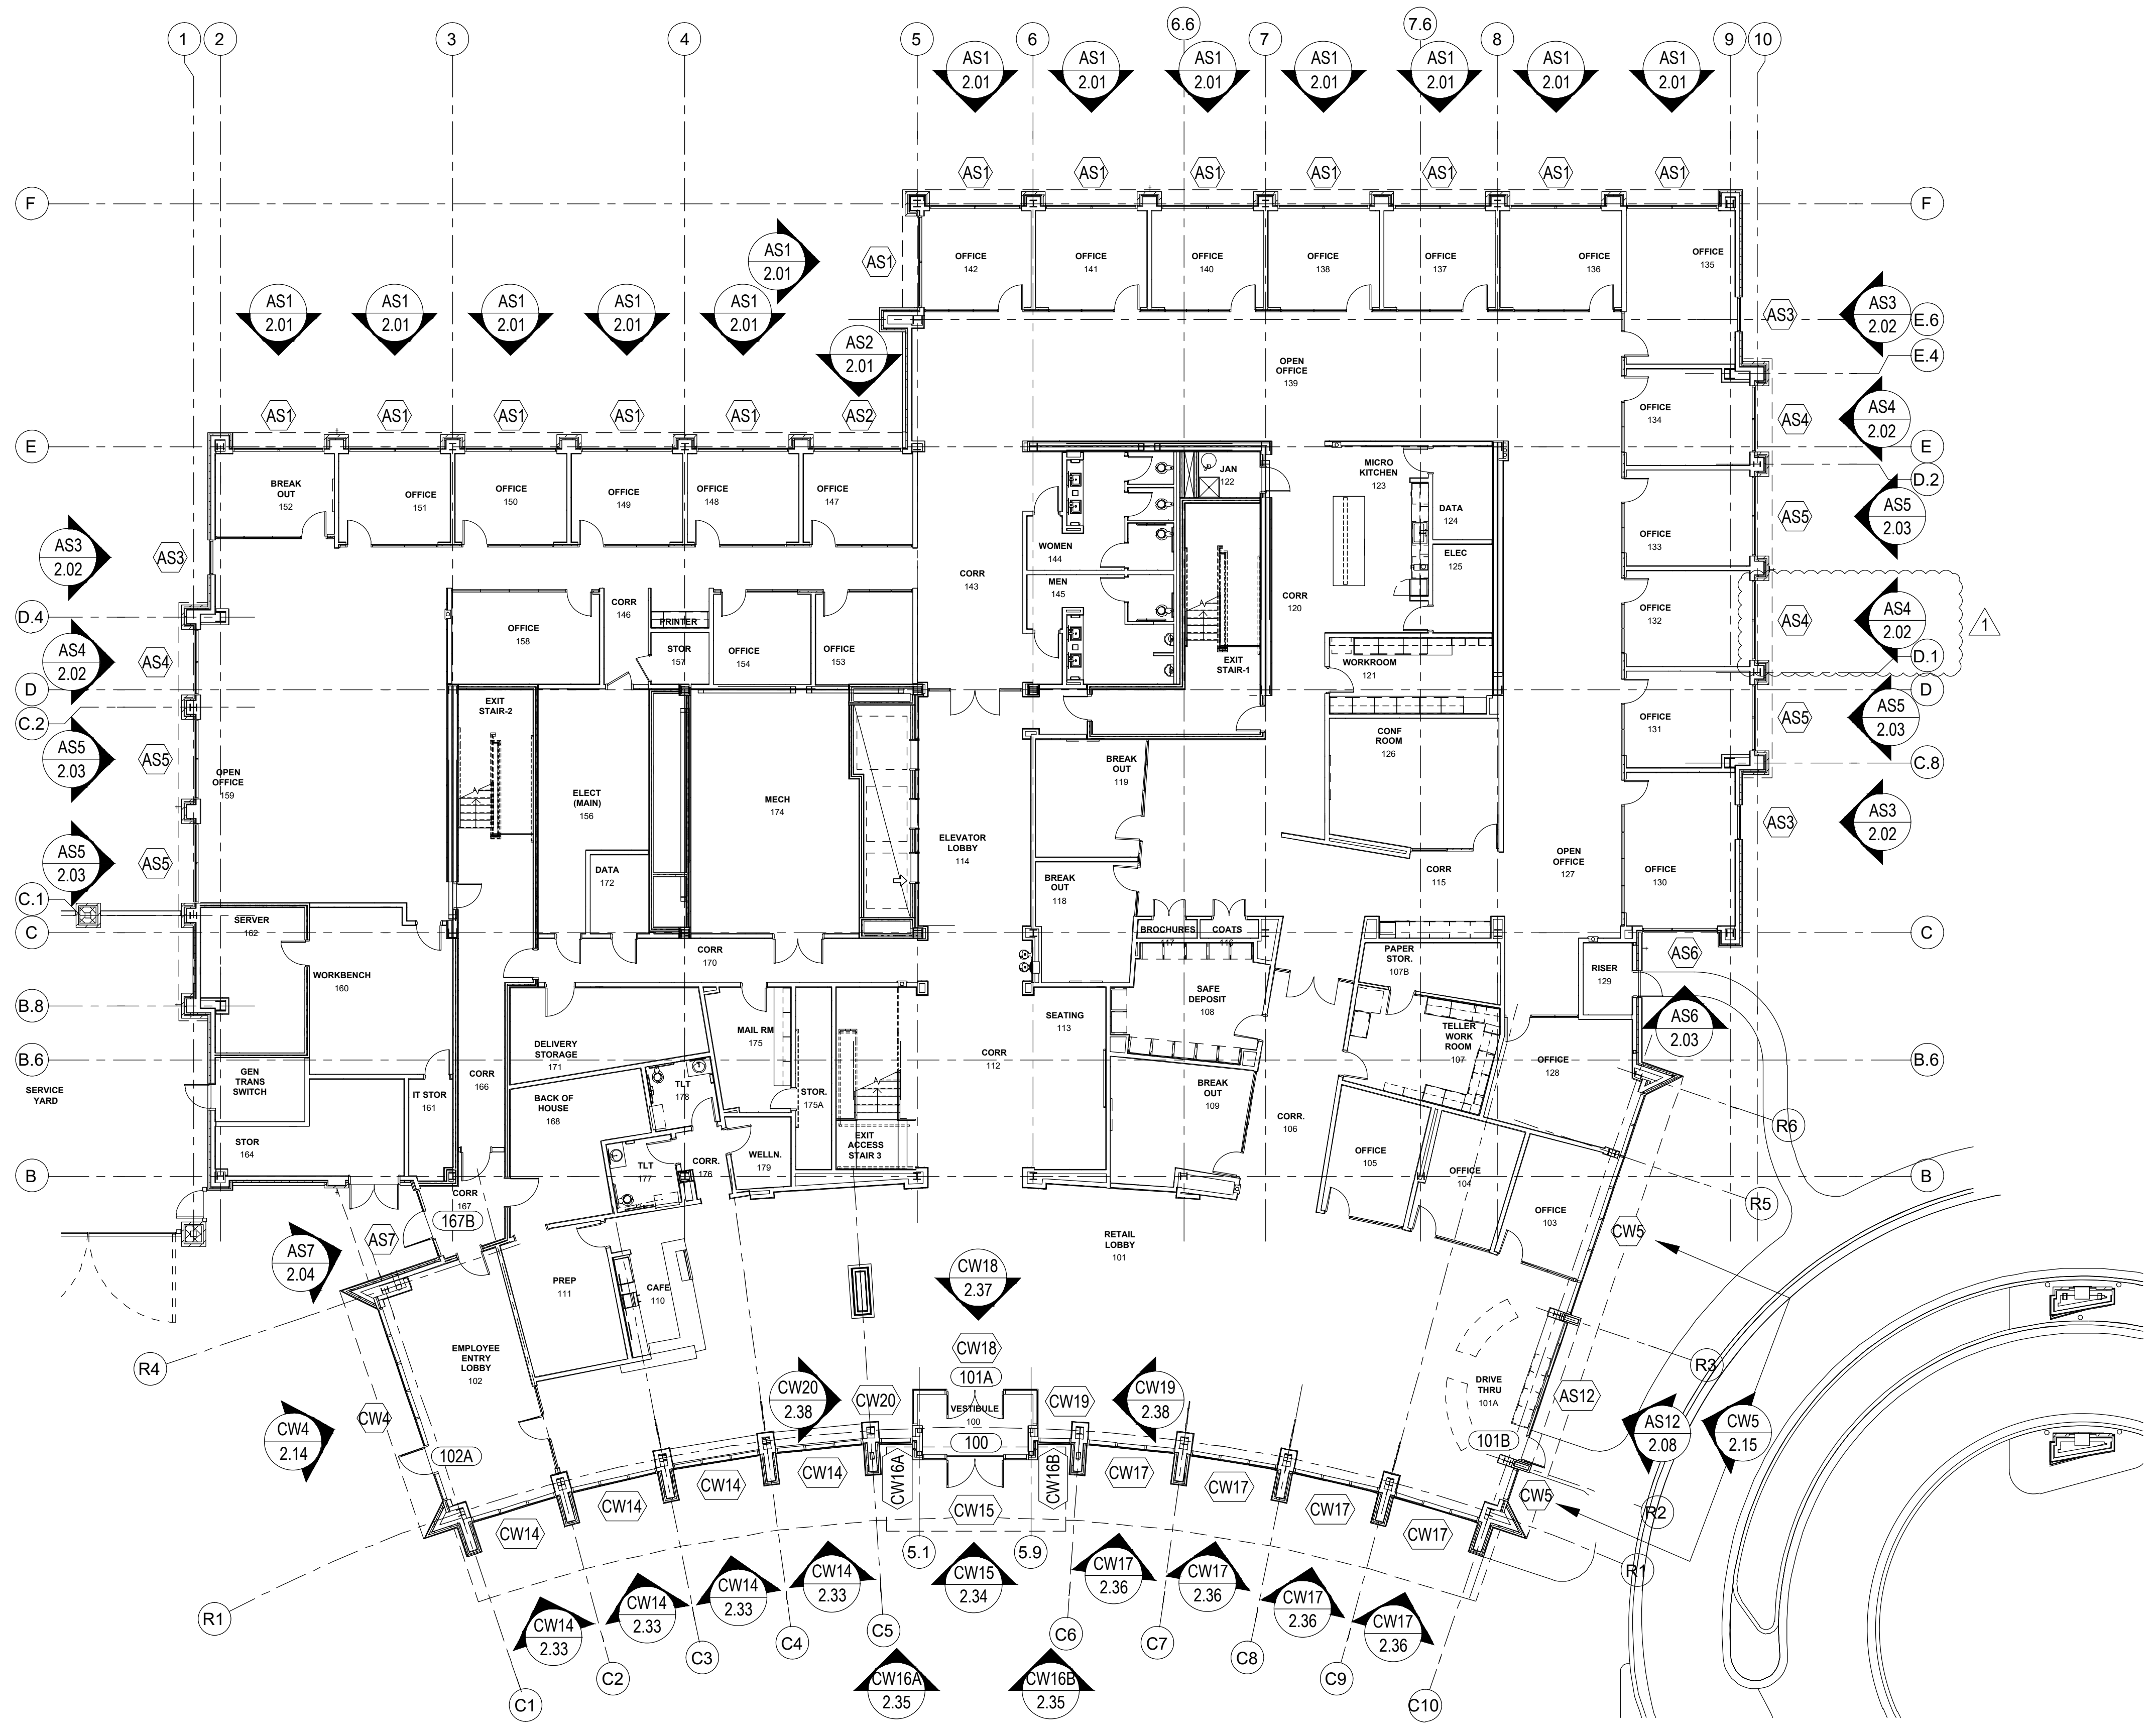 1 2 3 4 5 6 6.6 7 7.6 8 9 10
AS1 AS1 AS1 AS1 AS1 AS1 AS1
2.01 2.01 2.01 2.01 2.01 2.01 2.01
AS1 AS1 AS1 AS1 AS1 AS1 AS1
F F
AS1
2.01
AS1
OFFICE
142
OFFICE
141
OFFICE
140
OFFICE
138
OFFICE
137
OFFICE
136
OFFICE
135
AS1 AS1 AS1 AS1 AS1
2.01 2.01 2.01 2.01 2.01
AS3
AS3
2.02
E.6
AS2
2.01
E.4
OPEN
OFFICE
139
AS1 AS1 AS1 AS1 AS1 AS2
OFFICE
134
AS4
AS4
2.02
E E
BREAK
OUT
152
OFFICE
151
OFFICE
150
OFFICE
149
OFFICE
148
OFFICE
147
JAN
122
MICRO
KITCHEN
123
DATA
124
ELEC
125
D.2
AS5
AS5
2.03
OFFICE
133
AS3
2.02
AS3
WOMEN
144
MEN
145
CORR
143
CORR
120
CORR
146
PRINTER
OFFICE
158
STOR
157
OFFICE
154
OFFICE
153
OFFICE
132
AS4
AS4
2.02
1
D.4
AS4
2.02
AS4
EXIT
STAIR-1
WORKROOM
121
D.1
D D
C.2
EXIT
STAIR-2
OFFICE
131
AS5
AS5
2.03
CONF
ROOM
126
AS5
2.03
AS5
BREAK
OUT
119
C.8
OPEN
OFFICE
159
ELECT
(MAIN)
156
MECH
174
ELEVATOR
LOBBY
114
AS3
AS3
2.02
AS5
2.03
AS5
DATA
172
BREAK
OUT
118
CORR
115
OPEN
OFFICE
127
OFFICE
130
C.1
SERVER
162
C C
BROCHURES
117
COATS
CORR
170
PAPER
STOR.
107B
AS6
WORKBENCH
160
RISER
129
B.8
SAFE
DEPOSIT
108
SEATING
113
MAIL RM
175
TELLER
WORK
ROOM
107
AS6
2.03
DELIVERY
STORAGE
171
CORR
112
OFFICE
128
B.6 B.6
SERVICE
YARD
GEN
TRANS
SWITCH
CORR
166
IT STOR
161
BACK OF
HOUSE
168
TLT
178
STOR.
175A
BREAK
OUT
109
CORR.
106
R6
STOR
164
EXIT
ACCESS
STAIR 3
WELLN.
179
CORR.
176
TLT
177
OFFICE
105
OFFICE
104
B B
CORR
167
167B
OFFICE
103
R5
AS7
AS7
2.04
RETAIL
LOBBY
101
CW5
PREP
111
CAFE
110
CW18
2.37
R4
EMPLOYEE
ENTRY
LOBBY
102
CW18
101A
R3
DRIVE
THRU
101A
CW4
CW4
2.14
CW20
2.38
CW20
VESTIBULE
100
100
CW19
CW19
2.38
AS12
AS12
2.08
CW5
2.15
102A
101B
CW14 CW14 CW14 CW14
CW16A
CW15
CW16B
CW17 CW17 CW17 CW17
CW5
R2
5.1 5.9
R1 R1
CW14 CW14 CW14 CW14
2.33 2.33 2.33 2.33
CW15
2.34
CW17 CW17 CW17 CW17
2.36 2.36 2.36 2.36
C1 C2 C3 C4 C5 C6 C7 C8 C9 C10
CW16A
2.35
CW16B
2.35